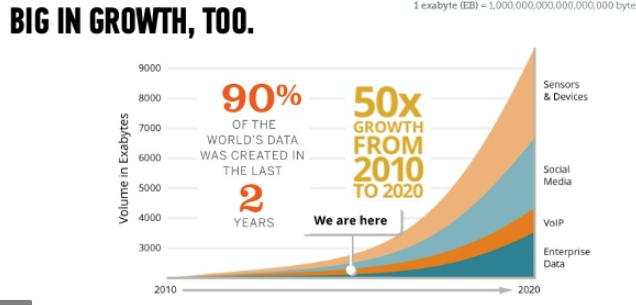 BIG IN GROWTH, TOO.
1 exabyte (EB) = 1,000,000,000,000,000,000 byte
9000
8000
7000
6000
5000
4000
3000
Volume in Exabytes
90%
OF THE
WORLD'S DATA
WAS CREATED IN
THE LAST
2
YEARS
50x
GROWTH
FROM
2010
TO 2020
We are here
Sensors
& Devices
Social
Media
VoIP
Enterprise
Data
2010
2020